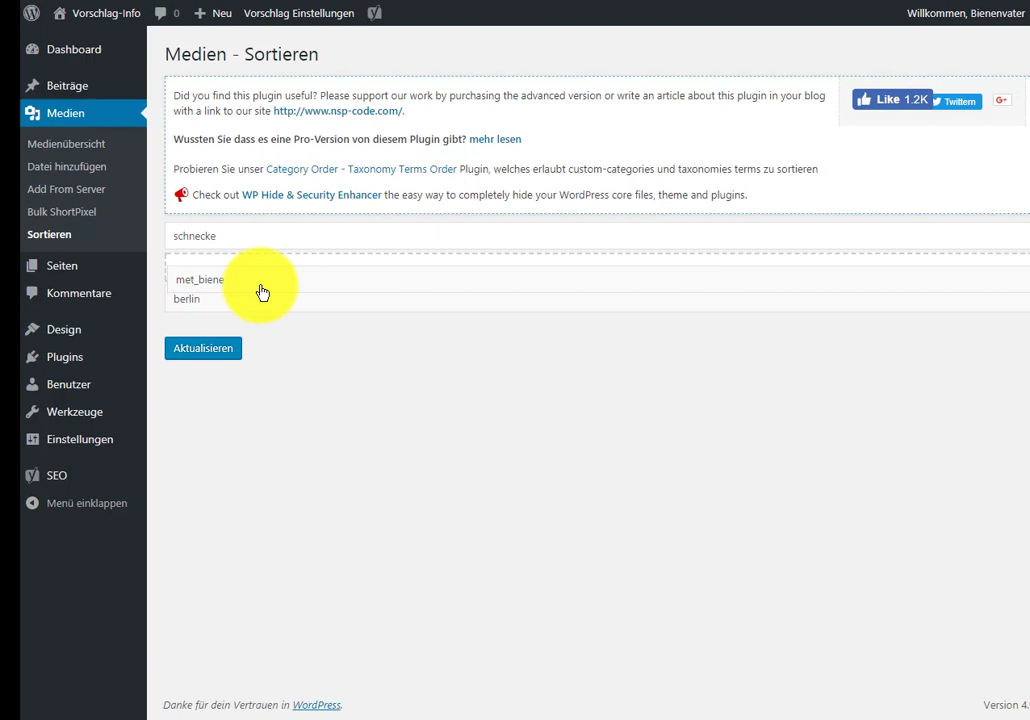 Vorschlag-Info 0 Neu Vorschlag Einstellungen Willkommen, Bienenvater
Dashboard
Beiträge
Medien
Medienübersicht
Datei hinzufügen
Add From Server
Bulk ShortPixel
Sortieren
Seiten
Kommentare
Design
Plugins
Benutzer
Werkzeuge
Einstellungen
SEO
Menü einklappen
Medien - Sortieren
Did you find this plugin useful? Please support our work by purchasing the advanced version or write an article about this plugin in your blog
with a link to our site http://www.nsp-code.com/.
Like 1.2K Twittern G+
Wussten Sie dass es eine Pro-Version von diesem Plugin gibt? mehr lesen
Probieren Sie unser Category Order - Taxonomy Terms Order Plugin, welches erlaubt custom-categories und taxonomies terms zu sortieren
Check out WP Hide & Security Enhancer the easy way to completely hide your WordPress core files, theme and plugins.
schnecke
met_biene
berlin
Aktualisieren
Danke für dein Vertrauen in WordPress. Version 4.